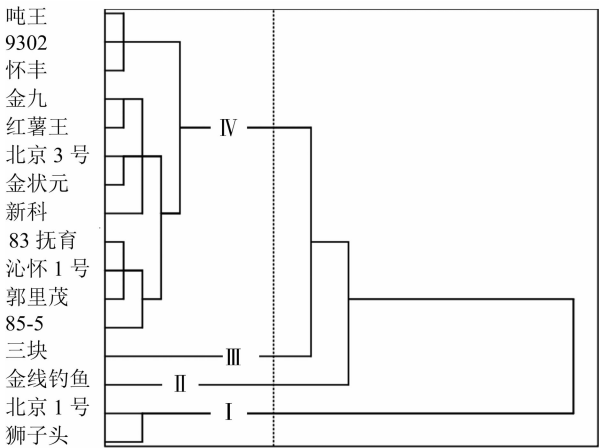 吨王
9302
怀丰
金九
红薯王
北京 3 号
金状元
新科
83 抚育
沁怀 1 号
郭里茂
85-5
三块
金线钓鱼
北京 1 号
狮子头
Ⅳ
Ⅲ
Ⅱ
Ⅰ